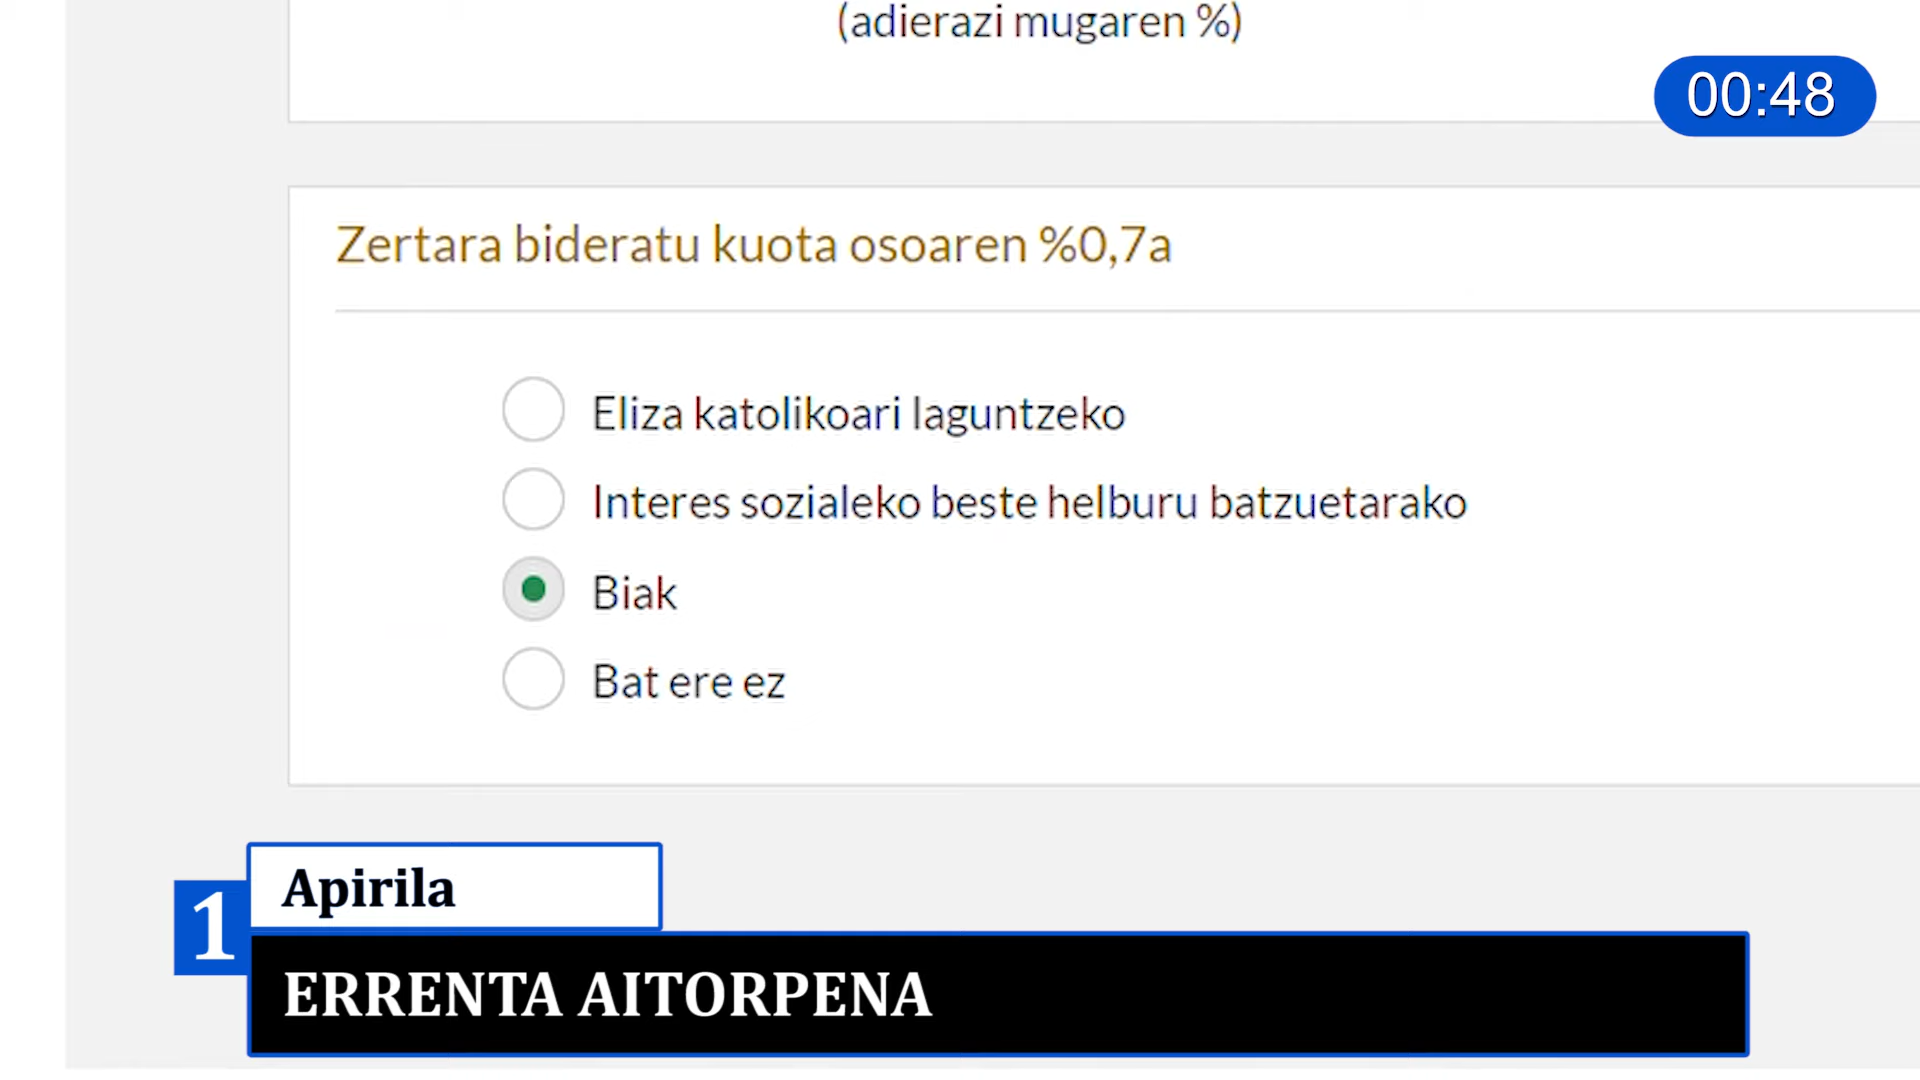 (adierazi mugaren %)
00:48
Zertara bideratu kuota osoaren %0,7a
Eliza katolikoari laguntzeko
Interes sozialeko beste helburu batzuetarako
Biak
Bat ere ez
1
Apirila
ERRENTA AITORPENA